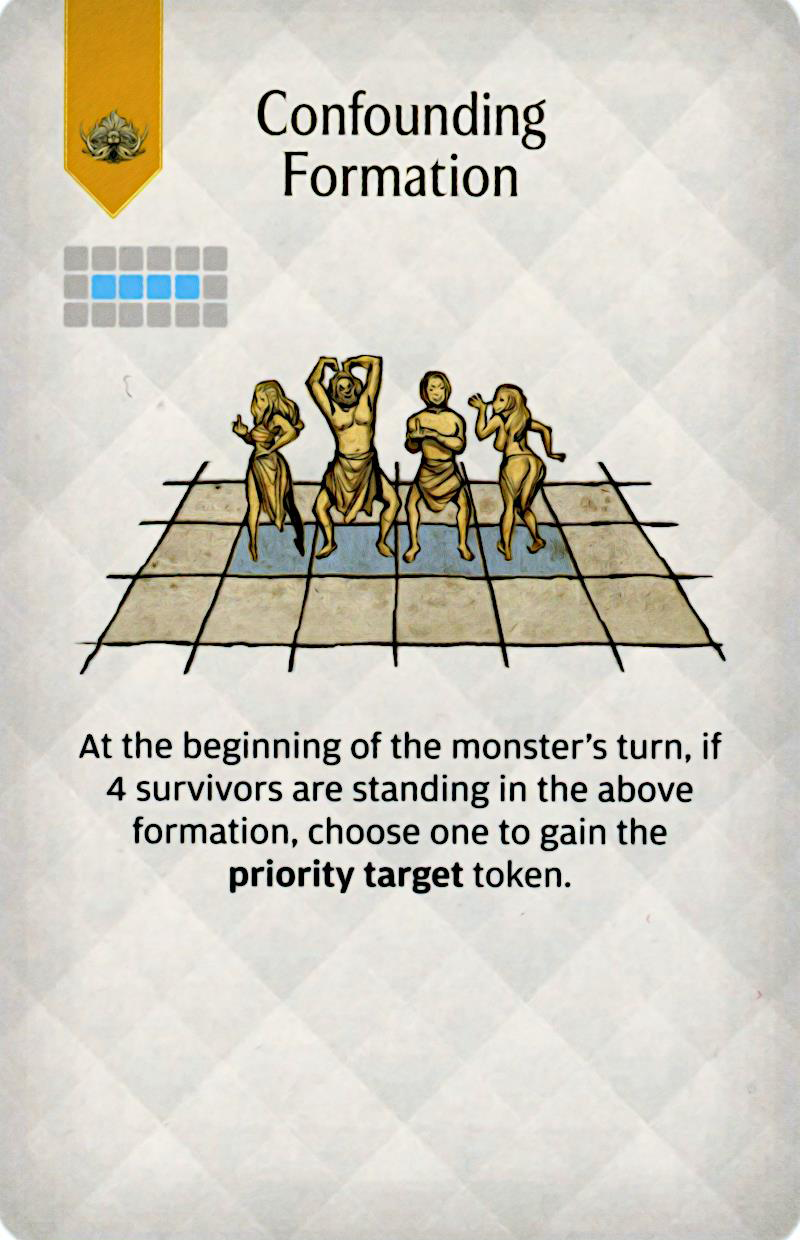 Confounding
Formation
At the beginning of the monster’s turn, if
4 survivors are standing in the above
formation, choose one to gain the
priority target token.